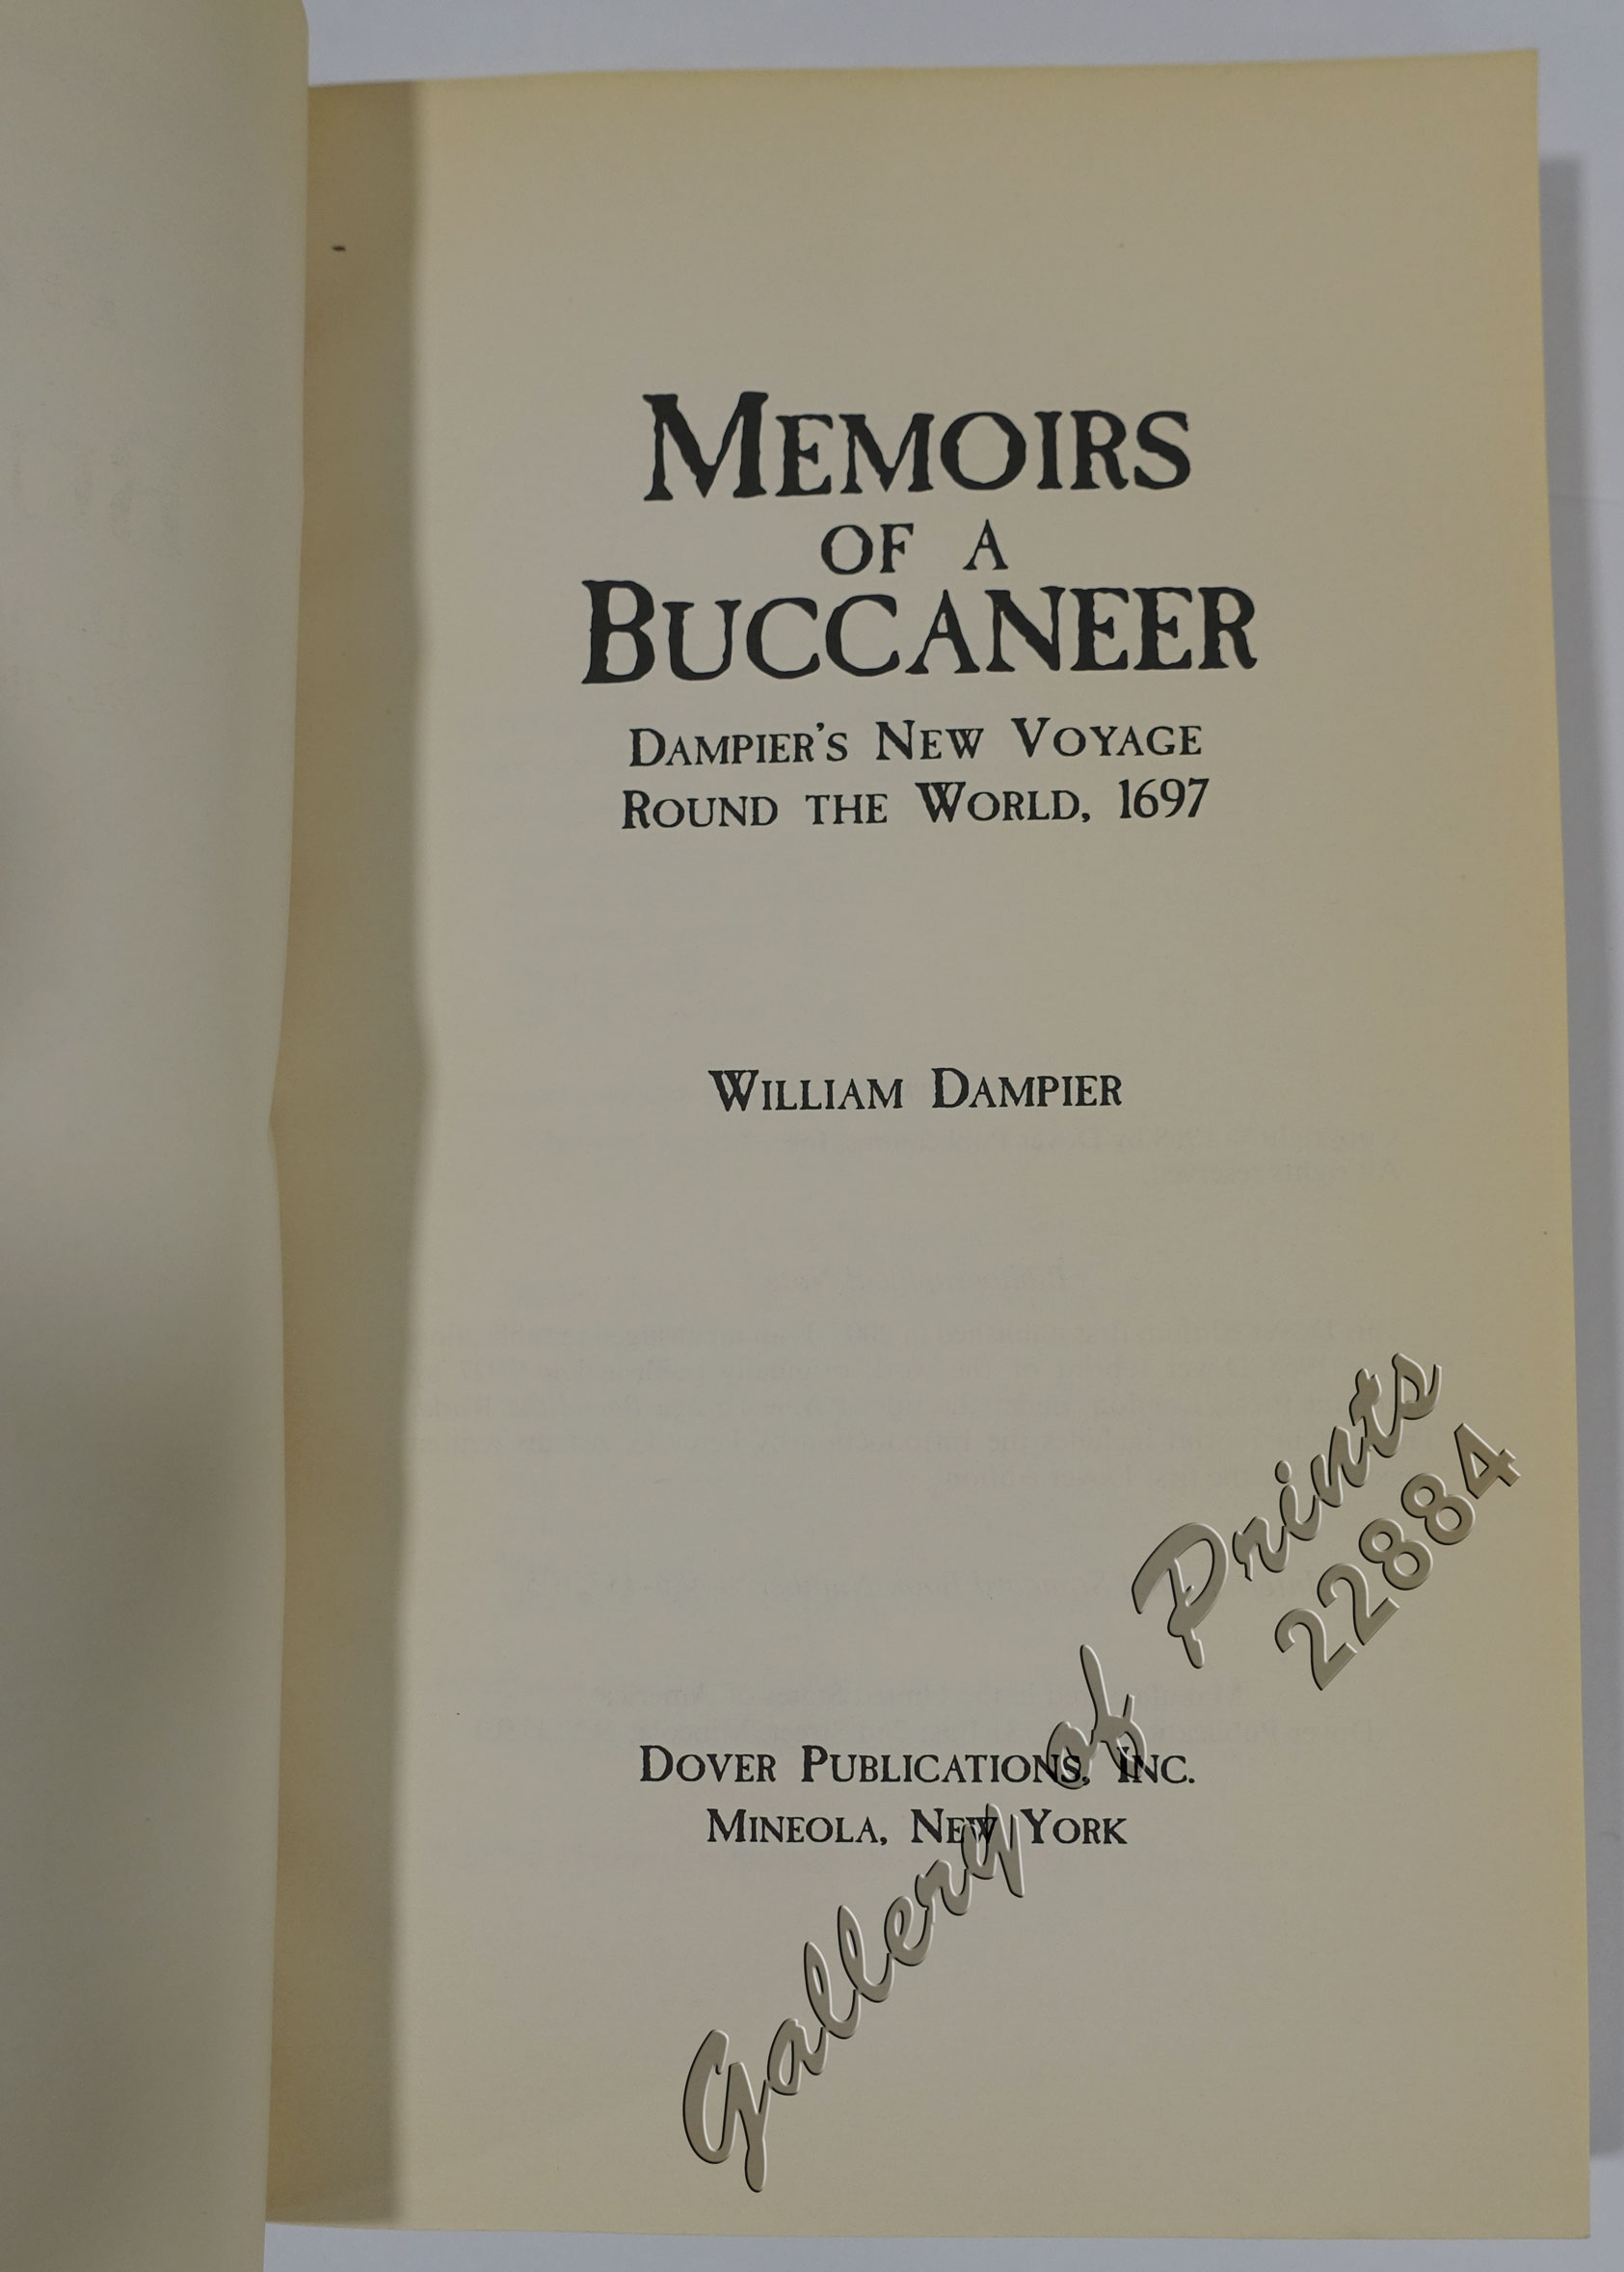 MEMOIRS
OF A
BUCCANEER
DAMPIER'S NEW VOYAGE
ROUND THE WORLD, 1697
WILLIAM DAMPIER
DOVER PUBLICATIONS, INC.
MINEOLA, NEW YORK
Gallery of Prints
22884